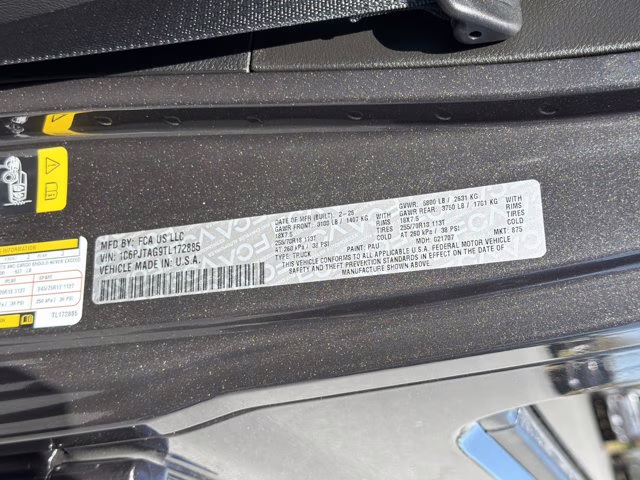 MFD BY: FCA US LLC
VIN: 1C6PJTAG9TL172885
VEHICLE MADE IN: U.S.A.
DATE OF MFR (BUILT): 2-26
GAWR FRONT: 3100 LB / 1407 KG WITH
255/70R18 113T TIRES
18X7.5 RIMS
AT 260 kPa / 38 PSI COLD
TYPE: TRUCK PAINT: PAU
GVWR: 5800 LB / 2631 KG
GAWR REAR: 3750 LB / 1701 KG WITH
255/70R18 113T TIRES
18X7.5 RIMS
AT 260 kPa / 38 PSI COLD
MDH: 021707 MKT: 875
THIS VEHICLE CONFORMS TO ALL APPLICABLE U.S.A. FEDERAL MOTOR VEHICLE
SAFETY AND THEFT PREVENTION STANDARDS IN EFFECT
ON THE DATE OF MANUFACTURE SHOWN ABOVE.
TL172885